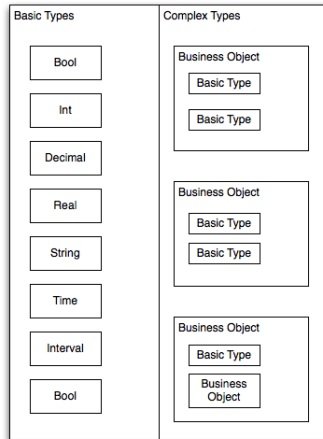 Basic Types
Bool
Int
Decimal
Real
String
Time
Interval
Bool
Complex Types
Business Object
Basic Type
Basic Type
Business Object
Basic Type
Basic Type
Business Object
Basic Type
Business
Object